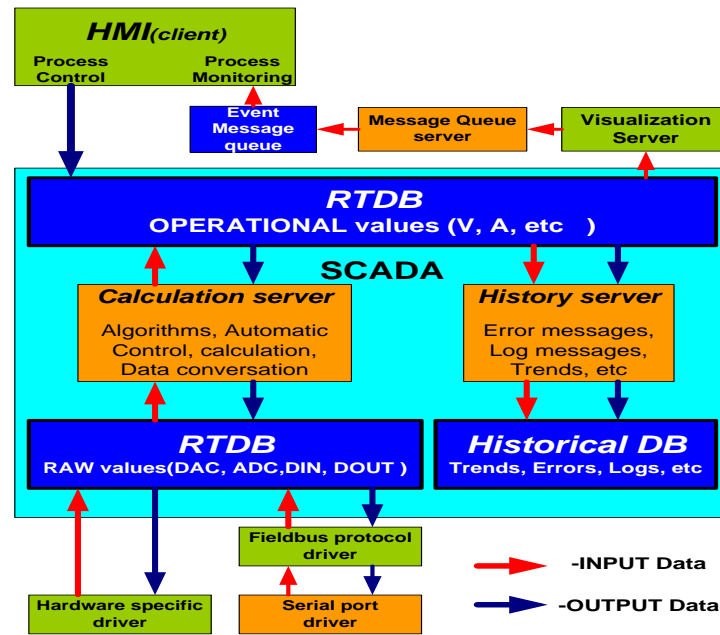 HMI(client)
Process
Control
Process
Monitoring
Event
Message
queue
Message Queue
server
Visualization
Server
RTDB
OPERATIONAL values (V, A, etc )
SCADA
Calculation server
Algorithms, Automatic
Control, calculation,
Data conversation
History server
Error messages,
Log messages,
Trends, etc
RTDB
RAW values(DAC, ADC,DIN, DOUT )
Historical DB
Trends, Errors, Logs, etc
Fieldbus protocol
driver
Hardware specific
driver
Serial port
driver
-INPUT Data
-OUTPUT Data